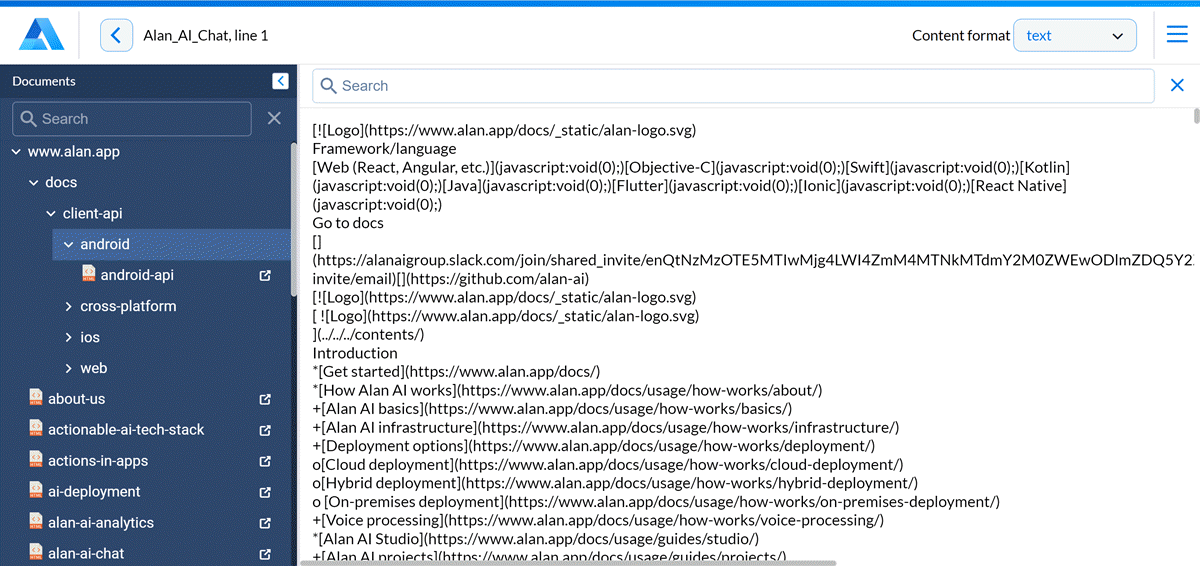 Alan_AI_Chat, line 1
Content format text
Documents
Search
www.alan.app
docs
client-api
android
android-api
cross-platform
ios
web
about-us
actionable-ai-tech-stack
actions-in-apps
ai-deployment
alan-ai-analytics
alan-ai-chat
Search
[![Logo](https://www.alan.app/docs/_static/alan-logo.svg)
Framework/language
[Web (React, Angular, etc.)](javascript:void(0);)[Objective-C](javascript:void(0);)[Swift](javascript:void(0);)[Kotlin]
(javascript:void(0);)[Java](javascript:void(0);)[Flutter](javascript:void(0);)[Ionic](javascript:void(0);)[React Native]
(javascript:void(0);)
Go to docs
[]
(https://alanaigroup.slack.com/join/shared_invite/enQtNzMzOTE5MTIwMjg4LWI4ZmM4MTNkMTdmY2M0ZWEwODlmZDQ5Y2
invite/email)[](https://github.com/alan-ai)
[![Logo](https://www.alan.app/docs/_static/alan-logo.svg)
[ ![Logo](https://www.alan.app/docs/_static/alan-logo.svg)
](../../../contents/)
Introduction
*[Get started](https://www.alan.app/docs/)
*[How Alan AI works](https://www.alan.app/docs/usage/how-works/about/)
+[Alan AI basics](https://www.alan.app/docs/usage/how-works/basics/)
+[Alan AI infrastructure](https://www.alan.app/docs/usage/how-works/infrastructure/)
+[Deployment options](https://www.alan.app/docs/usage/how-works/deployment/)
o[Cloud deployment](https://www.alan.app/docs/usage/how-works/cloud-deployment/)
o[Hybrid deployment](https://www.alan.app/docs/usage/how-works/hybrid-deployment/)
o [On-premises deployment](https://www.alan.app/docs/usage/how-works/on-premises-deployment/)
+[Voice processing](https://www.alan.app/docs/usage/how-works/voice-processing/)
*[Alan AI Studio](https://www.alan.app/docs/usage/guides/studio/)
+[Alan AI projects](https://www.alan.app/docs/usage/guides/projects/)